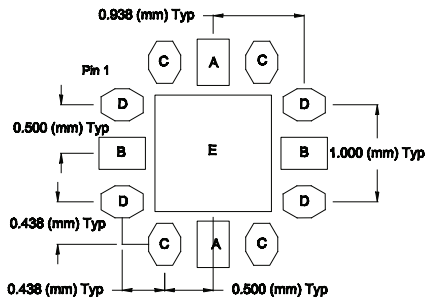 0.938 (mm) Typ
C A C
Pin 1
D D
0.500 (mm) Typ
B E B 1.000 (mm) Typ
D D
0.438 (mm) Typ
C A C
0.438 (mm) Typ 0.500 (mm) Typ